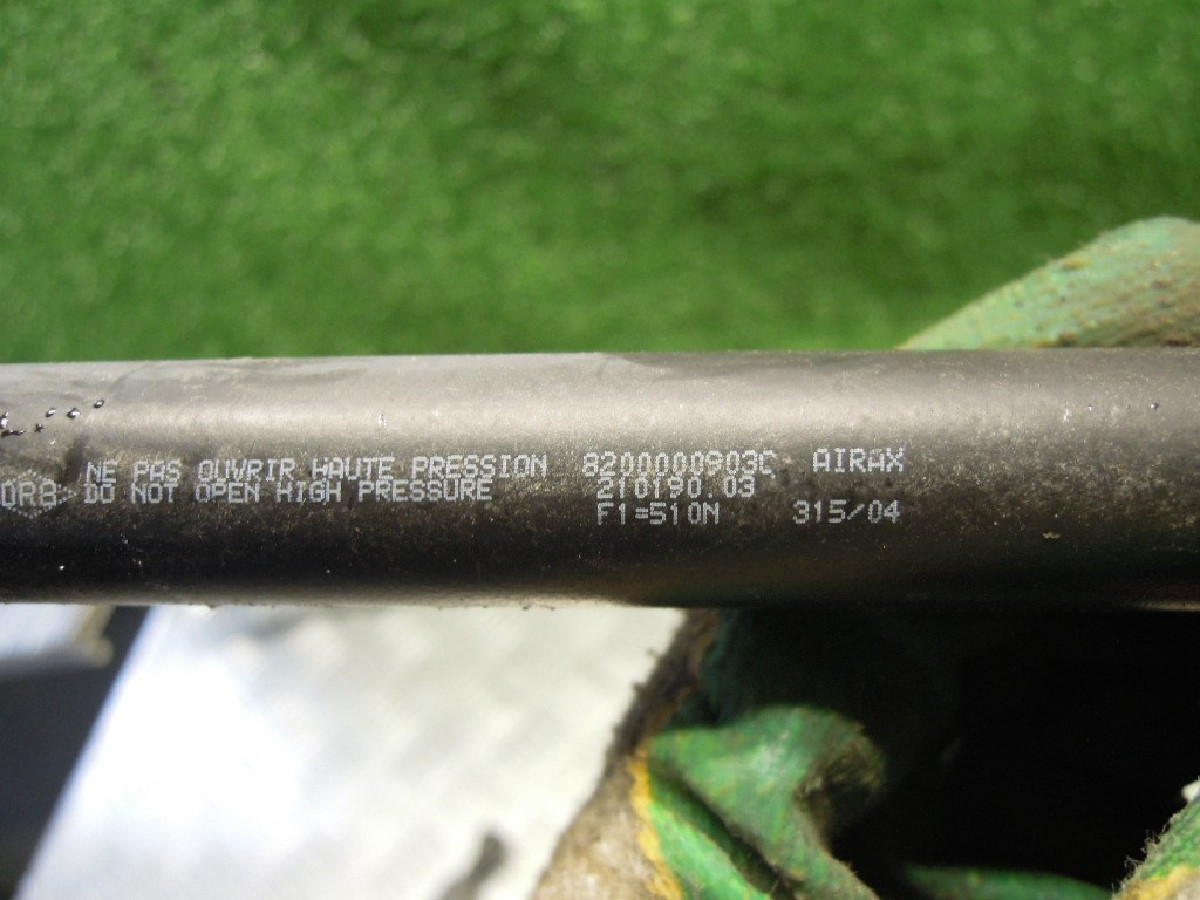 NE PAS OUVRIR HAUTE PRESSION 8200000903C AIRAX
DO NOT OPEN HIGH PRESSURE 210190.03
F1=510N 315/04